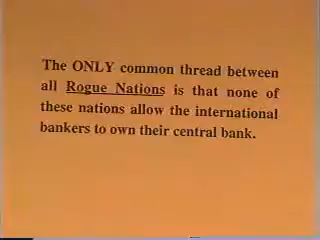 The ONLY common thread between
all Rogue Nations is that none of
these nations allow the international
bankers to own their central bank.